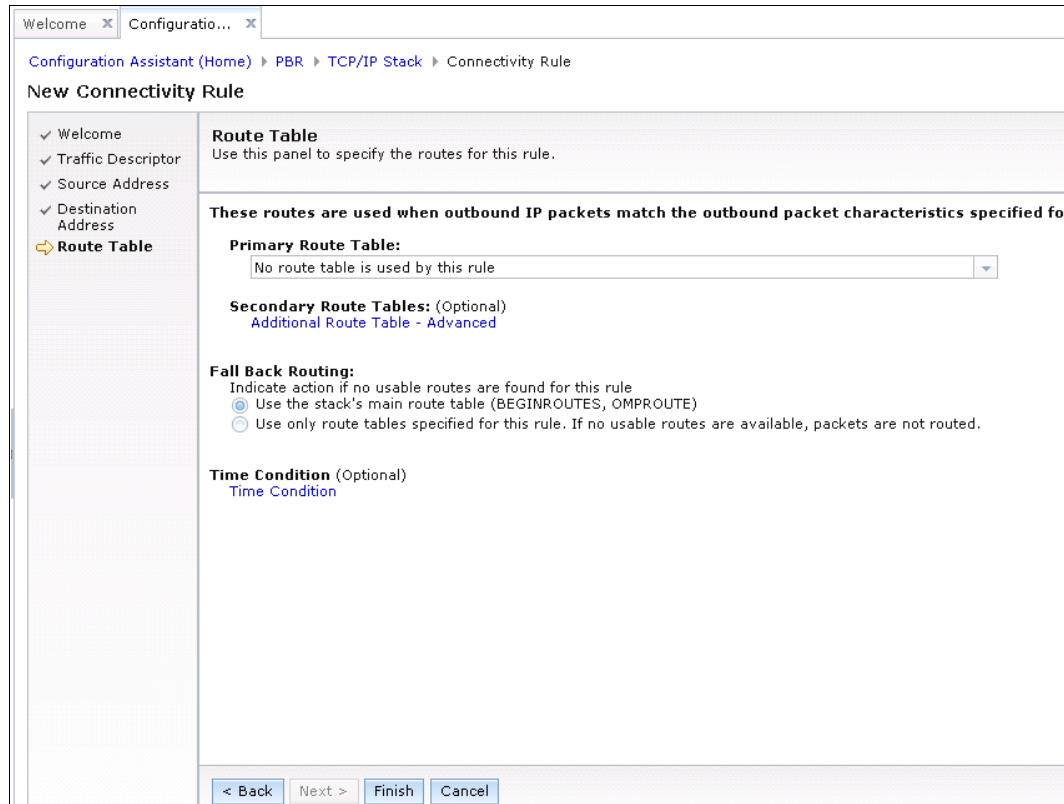 Welcome X Configuratio... X
Configuration Assistant (Home) PBR TCP/IP Stack Connectivity Rule
New Connectivity Rule
Welcome
Traffic Descriptor
Source Address
Destination
Address
Route Table
Route Table
Use this panel to specify the routes for this rule.
These routes are used when outbound IP packets match the outbound packet characteristics specified fo
Primary Route Table:
No route table is used by this rule
Secondary Route Tables: (Optional)
Additional Route Table - Advanced
Fall Back Routing:
Indicate action if no usable routes are found for this rule
Use the stack's main route table (BEGINROUTES, OMPROUTE)
Use only route tables specified for this rule. If no usable routes are available, packets are not routed.
Time Condition (Optional)
Time Condition
< Back Next > Finish Cancel